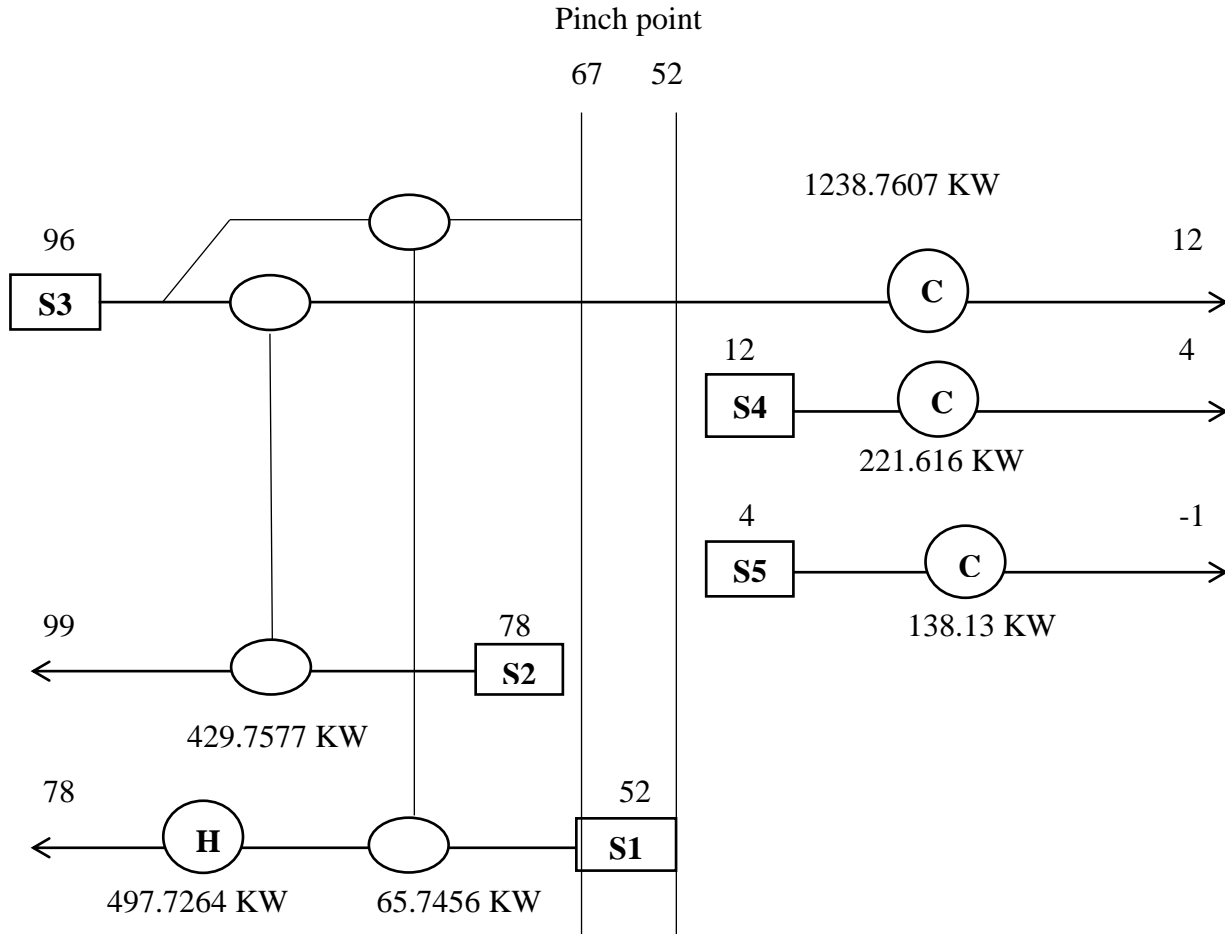 Pinch point
67 52
1238.7607 KW
96
12
S3
C
12
4
S4
C
221.616 KW
4
-1
S5
C
138.13 KW
99
78
S2
429.7577 KW
78
52
H
S1
497.7264 KW
65.7456 KW